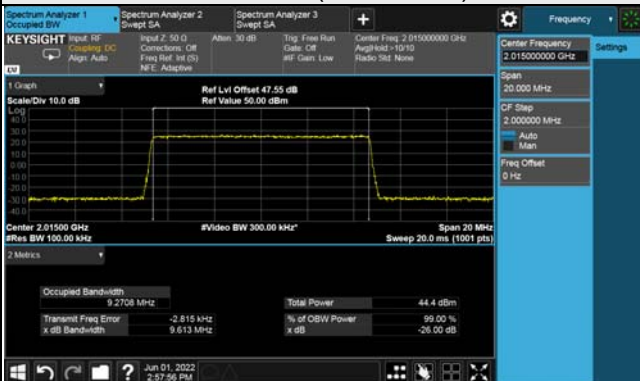 Spectrum Analyzer 1
Occupied BW
Spectrum Analyzer 2
Swept SA
Spectrum Analyzer 3
Swept SA
Frequency
KEYSIGHT
Input: RF
Coupling: DC
Align: Auto
Input Z: 50 Ω
Corrections: Off
Freq Ref: Int (S)
NFE: Adaptive
Atten: 30 dB
Trig: Free Run
Gate: Off
#IF Gain: Low
Center Freq: 2.015000000 GHz
Avg|Hold:>10/10
Radio Std: None
Center Frequency
2.015000000 GHz
Settings
Span
20.000 MHz
CF Step
2.000000 MHz
Auto
Man
Freq Offset
0 Hz
1 Graph
Scale/Div 10.0 dB
Ref Lvl Offset 47.55 dB
Ref Value 50.00 dBm
Log
40.0
30.0
20.0
10.0
0.00
-10.0
-20.0
-30.0
-40.0
Center 2.01500 GHz
#Res BW 100.00 kHz
#Video BW 300.00 kHz*
Span 20 MHz
Sweep 20.0 ms (1001 pts)
2 Metrics
Occupied Bandwidth
9.2708 MHz
Total Power 44.4 dBm
Transmit Freq Error -2.815 kHz
% of OBW Power 99.00 %
x dB Bandwidth 9.613 MHz
x dB -26.00 dB
Jun 01, 2022
2:57:56 PM